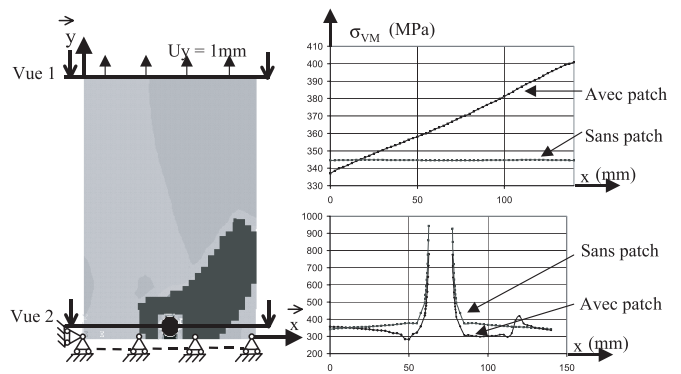 y
Uy = 1mm
Vue 1
Vue 2
x
σVM (MPa)
410
400
390
380
370
360
350
340
330
0
50
100
Avec patch
Sans patch
x (mm)
1000
900
800
700
600
500
400
300
200
0
50
100
150
Sans patch
Avec patch
x (mm)